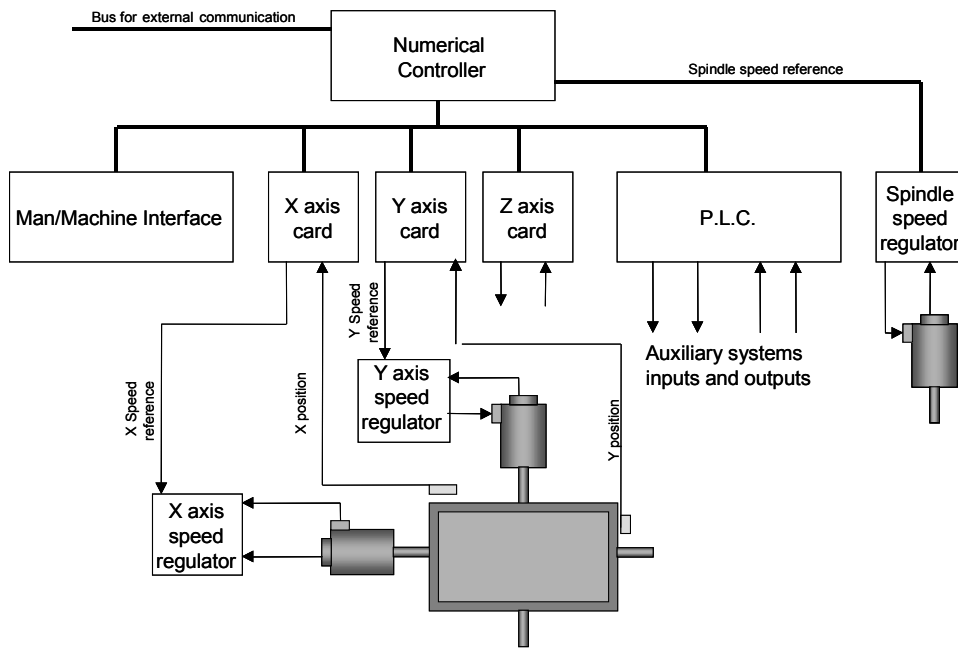 Bus for external communication
Numerical
Controller
Spindle speed reference
Man/Machine Interface
X axis
card
Y axis
card
Z axis
card
P.L.C.
Spindle
speed
regulator
X Speed
reference
X position
Y Speed
reference
Y axis
speed
regulator
Y position
Auxiliary systems
inputs and outputs
X axis
speed
regulator